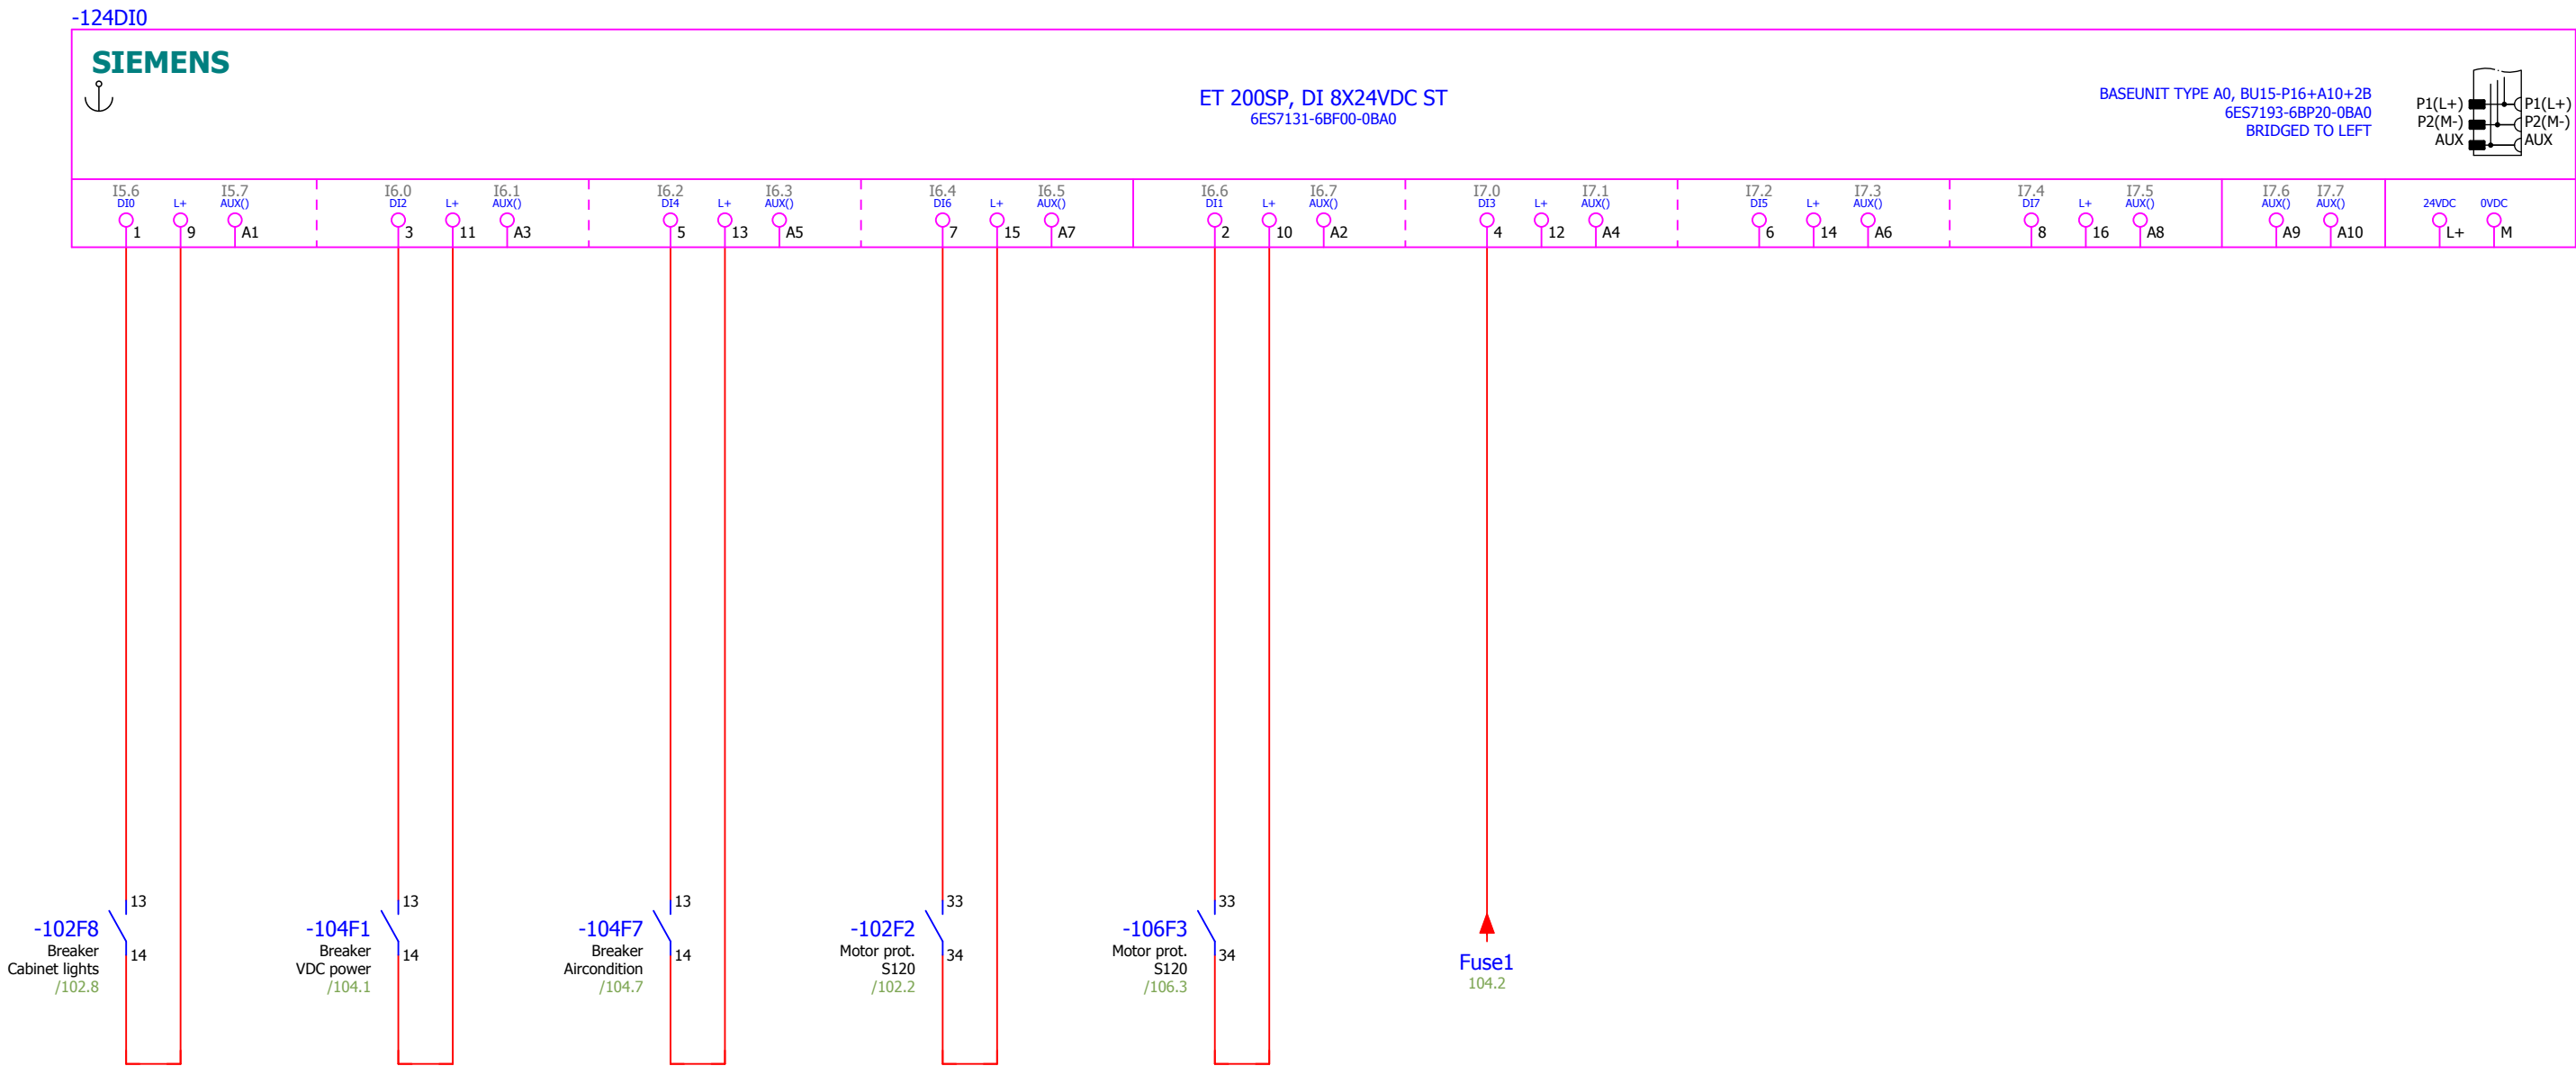 -124DI0
SIEMENS
ET 200SP, DI 8X24VDC ST
6ES7131-6BF00-0BA0
BASEUNIT TYPE A0, BU15-P16+A10+2B
6ES7193-6BP20-0BA0
BRIDGED TO LEFT
P1(L+) P1(L+)
P2(M-) P2(M-)
AUX AUX
I5.6 I5.7 I6.0 I6.1 I6.2 I6.3 I6.4 I6.5 I6.6 I6.7 I7.0 I7.1 I7.2 I7.3 I7.4 I7.5 I7.6 I7.7
DI0 L+ AUX() DI2 L+ AUX() DI4 L+ AUX() DI6 L+ AUX() DI1 L+ AUX() DI3 L+ AUX() DI5 L+ AUX() DI7 L+ AUX() AUX() AUX() 24VDC 0VDC
1 9 A1 3 11 A3 5 13 A5 7 15 A7 2 10 A2 4 12 A4 6 14 A6 8 16 A8 A9 A10 L+ M
13
-102F8
Breaker
14
Cabinet lights
/102.8
13
-104F1
Breaker
14
VDC power
/104.1
13
-104F7
Breaker
14
Aircondition
/104.7
33
-102F2
Motor prot.
34
S120
/102.2
33
-106F3
Motor prot.
34
S120
/106.3
Fuse1
104.2